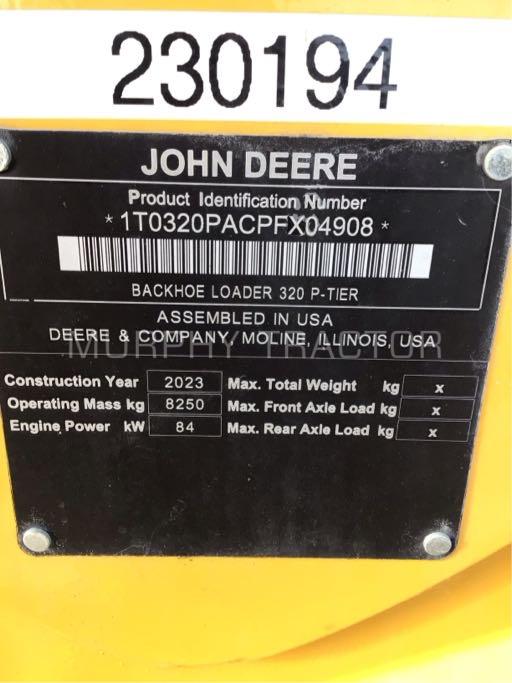 230194
JOHN DEERE
Product Identification Number
*1T0320PACPFX04908*
BACKHOE LOADER 320 P-TIER
ASSEMBLED IN USA
DEERE & COMPANY, MOLINE, ILLINOIS, USA
MURPHY TRACTOR
Construction Year 2023 Max. Total Weight kg x
Operating Mass kg 8250 Max. Front Axle Load kg x
Engine Power kW 84 Max. Rear Axle Load kg x